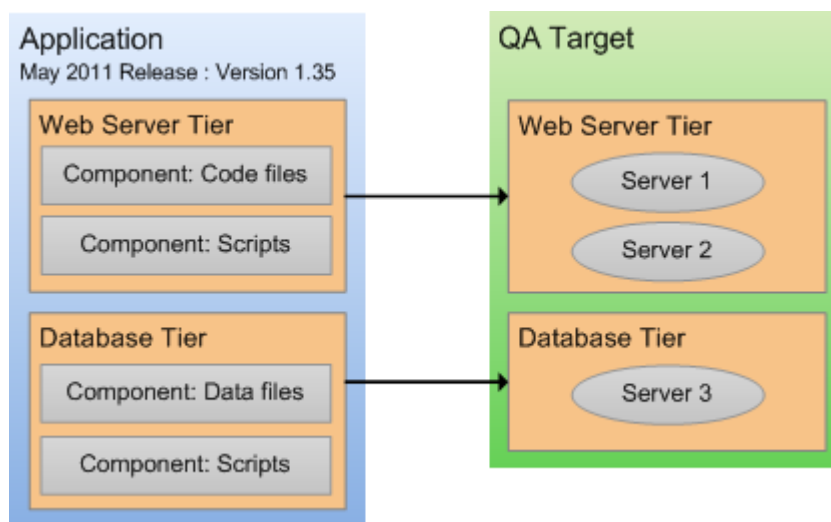 Application
May 2011 Release : Version 1.35
Web Server Tier
Component: Code files
Component: Scripts
Database Tier
Component: Data files
Component: Scripts
QA Target
Web Server Tier
Server 1
Server 2
Database Tier
Server 3